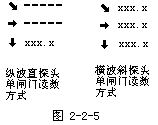 ➘ -----
➔ -----
⬇ xxx.x
纵波直探头
单闸门读数
方式
➘ xxx.x
➔ xxx.x
⬇ xxx.x
横波斜探头
单闸门读数
方式
图 2-2-5